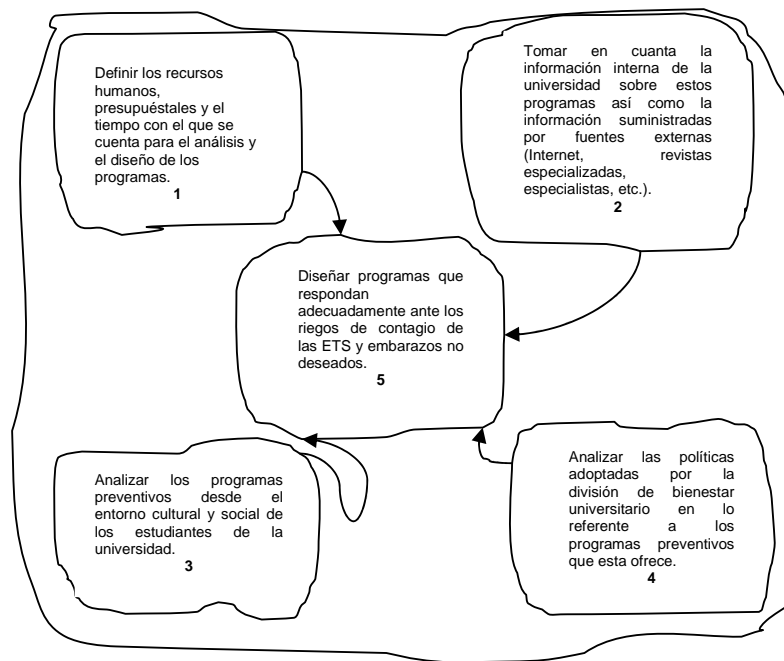 Definir los recursos
humanos,
presupuéstales y el
tiempo con el que se
cuenta para el análisis y
el diseño de los
programas.
1
Tomar en cuenta la
información interna de la
universidad sobre estos
programas así como la
información suministradas
por fuentes externas
(Internet, revistas
especializadas,
especialistas, etc.).
2
Diseñar programas que
respondan
adecuadamente ante los
riegos de contagio de
las ETS y embarazos no
deseados.
5
Analizar los programas
preventivos desde el
entorno cultural y social de
los estudiantes de la
universidad.
3
Analizar las políticas
adoptadas por la
división de bienestar
universitario en lo
referente a los
programas preventivos
que esta ofrece.
4